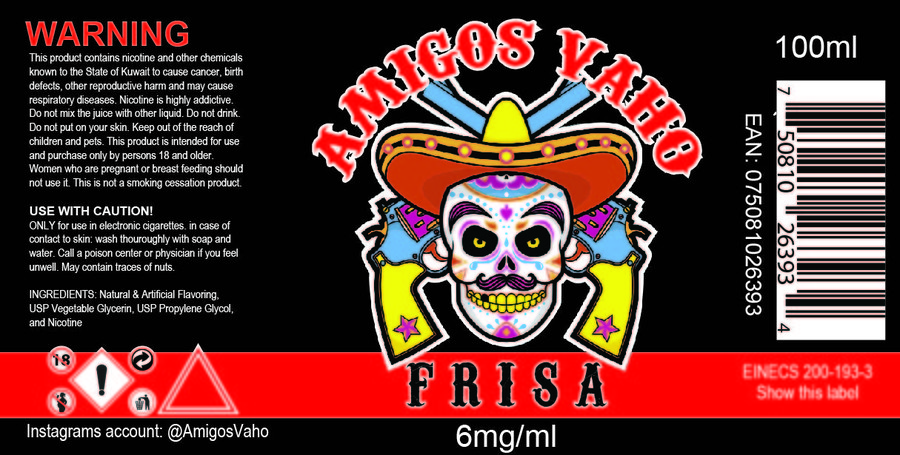 WARNING
This product contains nicotine and other chemicals
known to the State of Kuwait to cause cancer, birth
defects, other reproductive harm and may cause
respiratory diseases. Nicotine is highly addictive.
Do not mix the juice with other liquid. Do not drink.
Do not put on your skin. Keep out of the reach of
children and pets. This product is intended for use
and purchase only by persons 18 and older.
Women who are pregnant or breast feeding should
not use it. This is not a smoking cessation product.
USE WITH CAUTION!
ONLY for use in electronic cigarettes. in case of
contact to skin: wash thouroughly with soap and
water. Call a poison center or physician if you feel
unwell. May contain traces of nuts.
INGREDIENTS: Natural & Artificial Flavoring,
USP Vegetable Glycerin, USP Propylene Glycol,
and Nicotine
18
!
Instagrams account: @AmigosVaho
AMIGOS VAHO
FRISA
6mg/ml
100ml
EAN: 075081026393
7 50810 26393 4
EINECS 200-193-3
Show this label